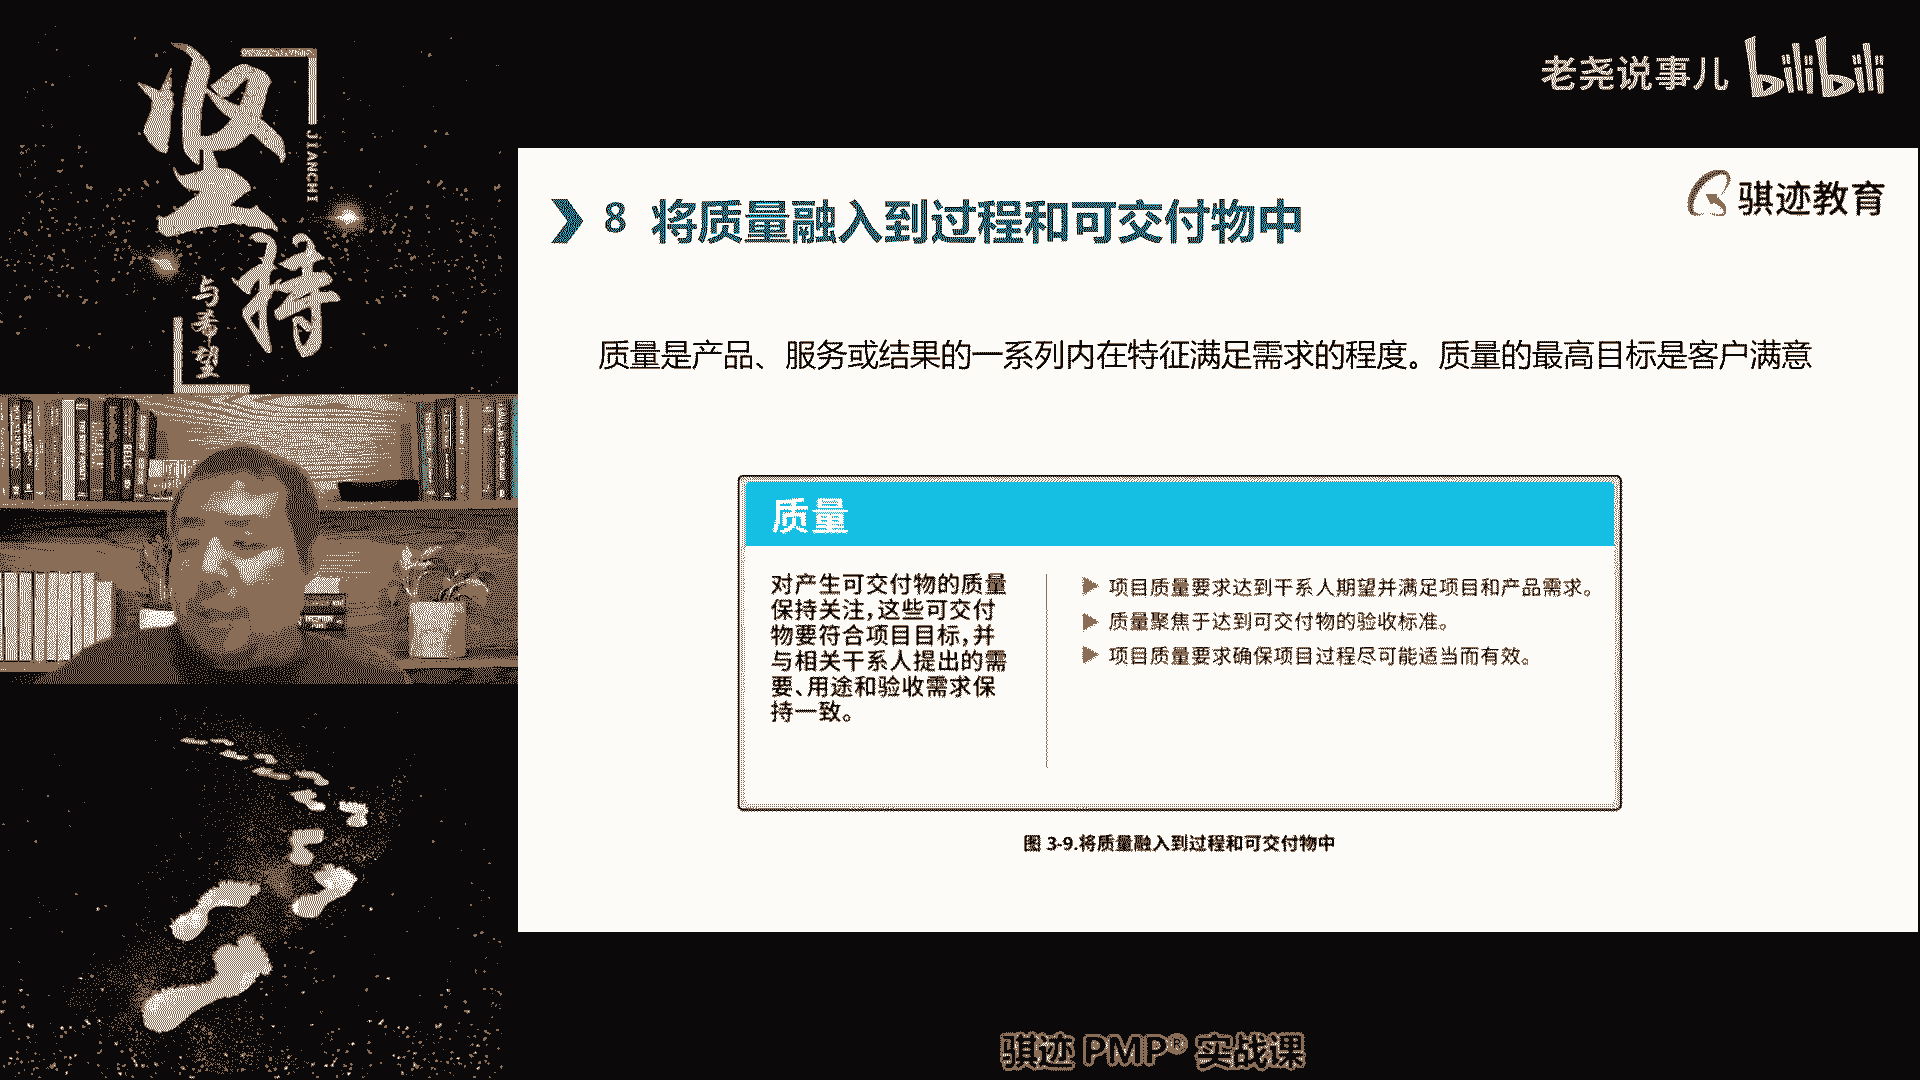 坚持
JIANCHI
与希望
老尧说事儿 bilibili
骐迹教育
8 将质量融入到过程和可交付物中
质量是产品、服务或结果的一系列内在特征满足需求的程度。质量的最高目标是客户满意
质量
对产生可交付物的质量
保持关注，这些可交付
物要符合项目目标，并
与相关干系人提出的需
要、用途和验收需求保
持一致。
项目质量要求达到干系人期望并满足项目和产品需求。
质量聚焦于达到可交付物的验收标准。
项目质量要求确保项目过程尽可能适当而有效。
图 3-9.将质量融入到过程和可交付物中
骐迹 PMP® 实战课